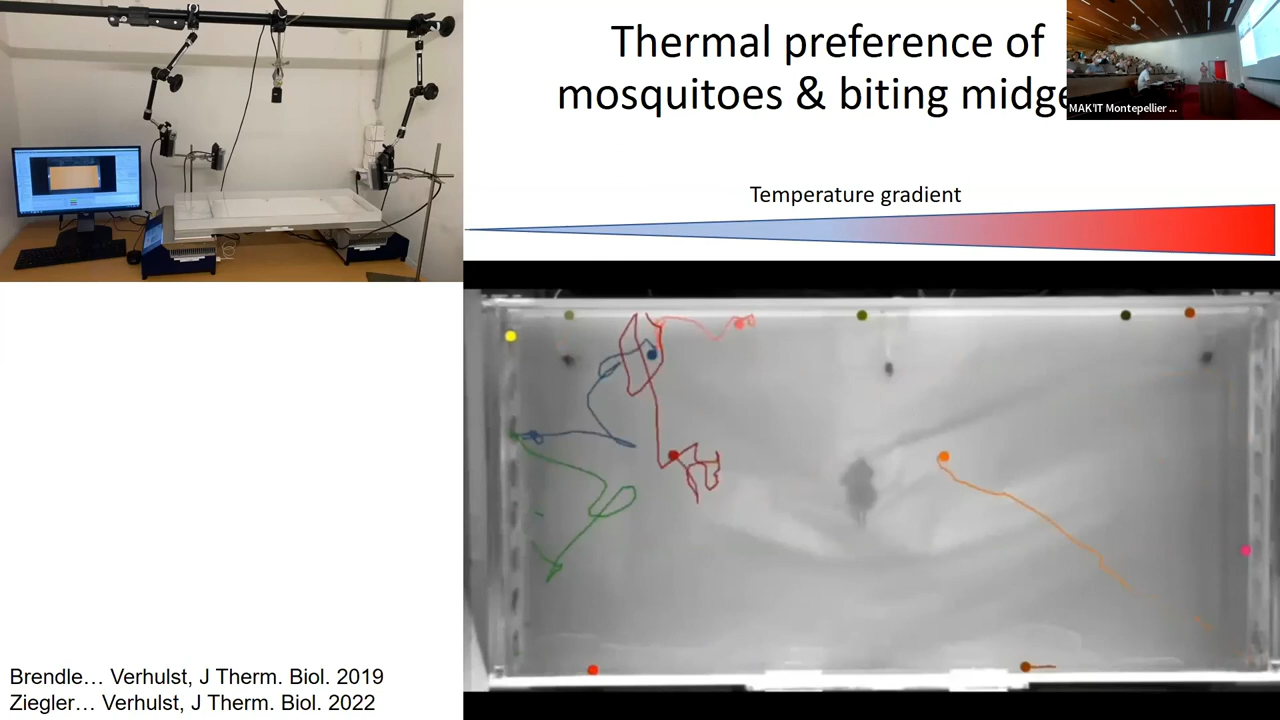 Thermal preference of
mosquitoes & biting midge
MAK'IT Montepellier ...
Temperature gradient
Brendle… Verhulst, J Therm. Biol. 2019
Ziegler… Verhulst, J Therm. Biol. 2022